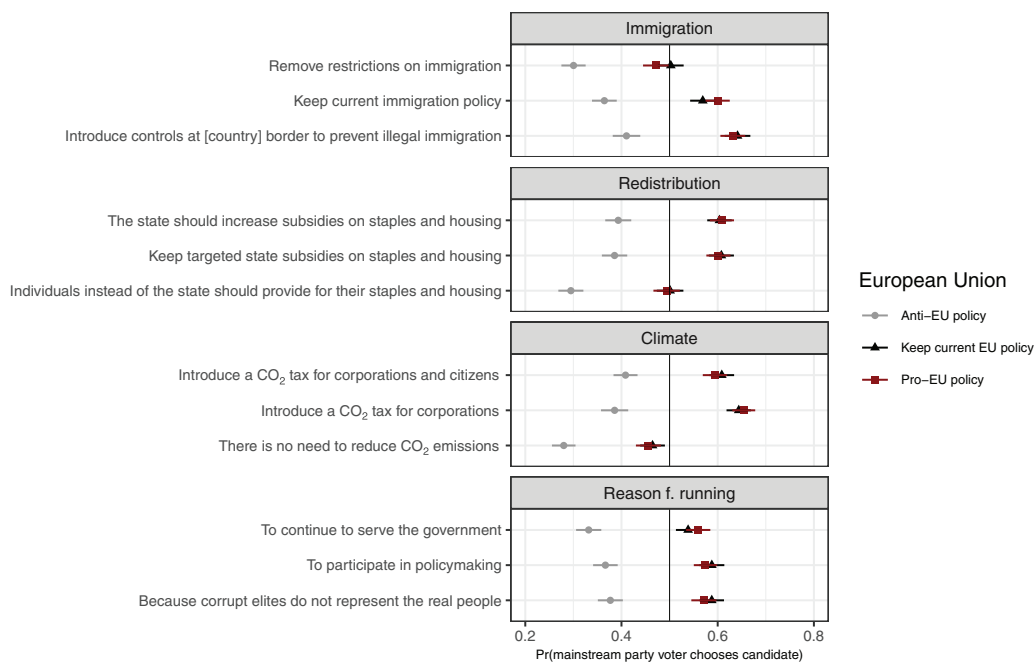 Immigration
Remove restrictions on immigration
Keep current immigration policy
Introduce controls at [country] border to prevent illegal immigration
Redistribution
The state should increase subsidies on staples and housing
Keep targeted state subsidies on staples and housing
Individuals instead of the state should provide for their staples and housing
Climate
Introduce a CO₂ tax for corporations and citizens
Introduce a CO₂ tax for corporations
There is no need to reduce CO₂ emissions
Reason f. running
To continue to serve the government
To participate in policymaking
Because corrupt elites do not represent the real people
0.2 0.4 0.6 0.8
Pr(mainstream party voter chooses candidate)
European Union
Anti−EU policy
Keep current EU policy
Pro−EU policy